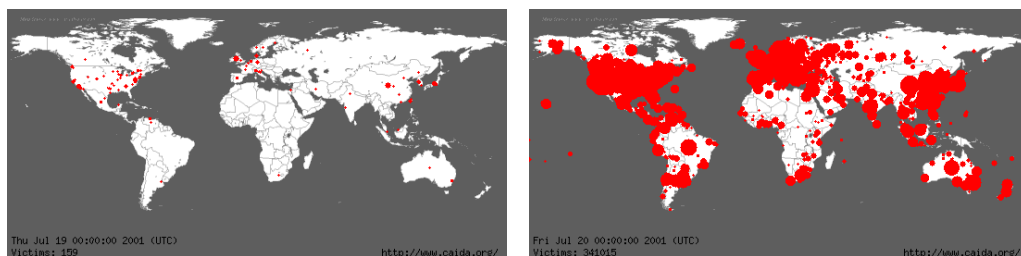 Thu Jul 19 00:00:00 2001 (UTC)
Victims: 159
http://www.caida.org/
Fri Jul 20 00:00:00 2001 (UTC)
Victims: 341015
http://www.caida.org/